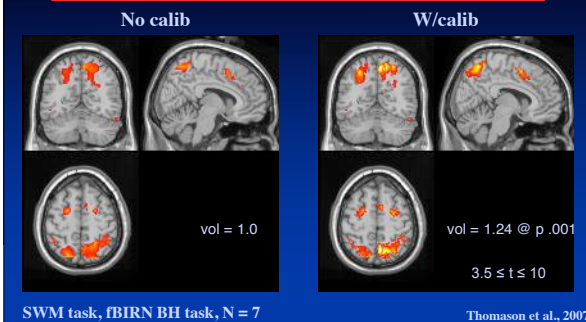 No calib
W/calib
vol = 1.0
vol = 1.24 @ p .001
3.5 ≤ t ≤ 10
SWM task, fBIRN BH task, N = 7
Thomason et al., 2007